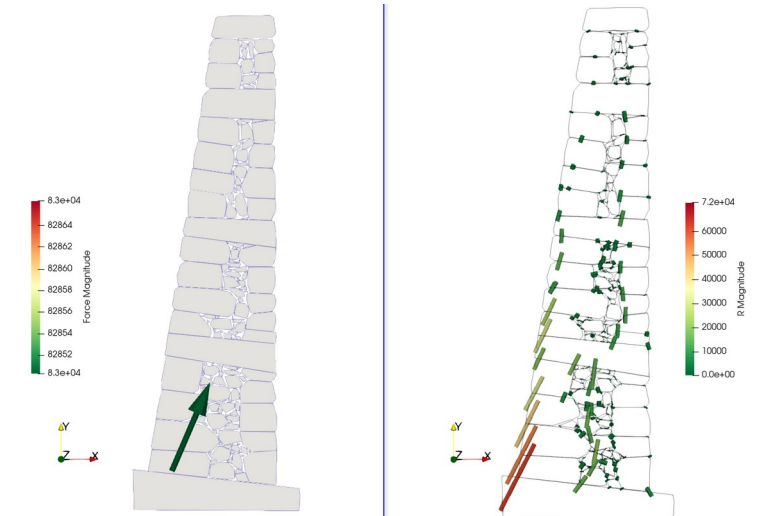 8.3e+04
82864
82862
82860
82858
82856
82854
82852
8.3e+04
Force Magnitude
Y
Z
X
7.2e+04
60000
50000
40000
30000
20000
10000
0.0e+00
R Magnitude
Y
Z
X